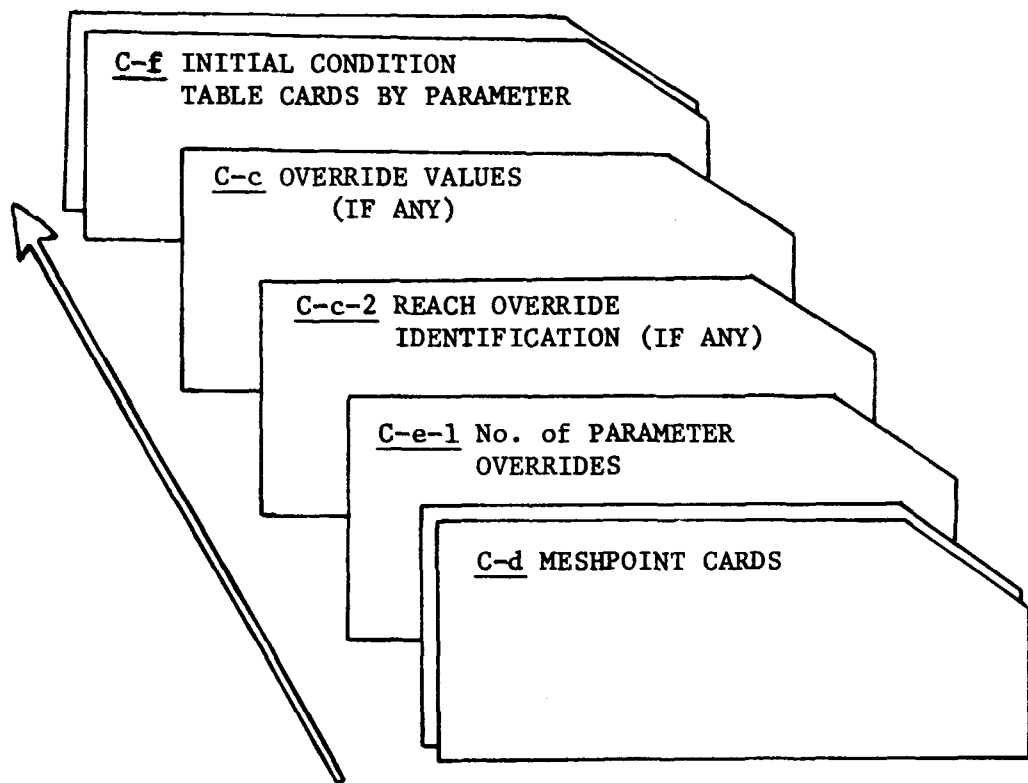 C-f INITIAL CONDITION
TABLE CARDS BY PARAMETER
C-c OVERRIDE VALUES
(IF ANY)
C-c-2 REACH OVERRIDE
IDENTIFICATION (IF ANY)
C-e-1 No. of PARAMETER
OVERRIDES
C-d MESHPOINT CARDS